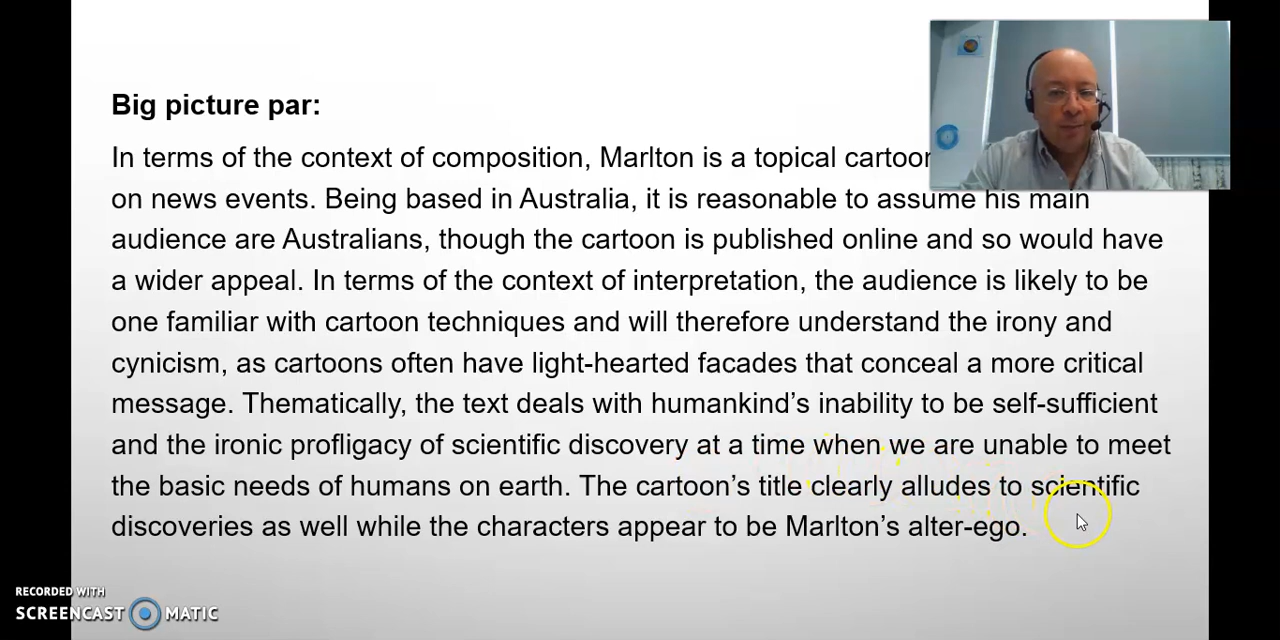 Big picture par:
In terms of the context of composition, Marlton is a topical cartoon
on news events. Being based in Australia, it is reasonable to assume his main
audience are Australians, though the cartoon is published online and so would have
a wider appeal. In terms of the context of interpretation, the audience is likely to be
one familiar with cartoon techniques and will therefore understand the irony and
cynicism, as cartoons often have light-hearted facades that conceal a more critical
message. Thematically, the text deals with humankind’s inability to be self-sufficient
and the ironic profligacy of scientific discovery at a time when we are unable to meet
the basic needs of humans on earth. The cartoon’s title clearly alludes to scientific
discoveries as well while the characters appear to be Marlton’s alter-ego.
RECORDED WITH
SCREENCAST MATIC